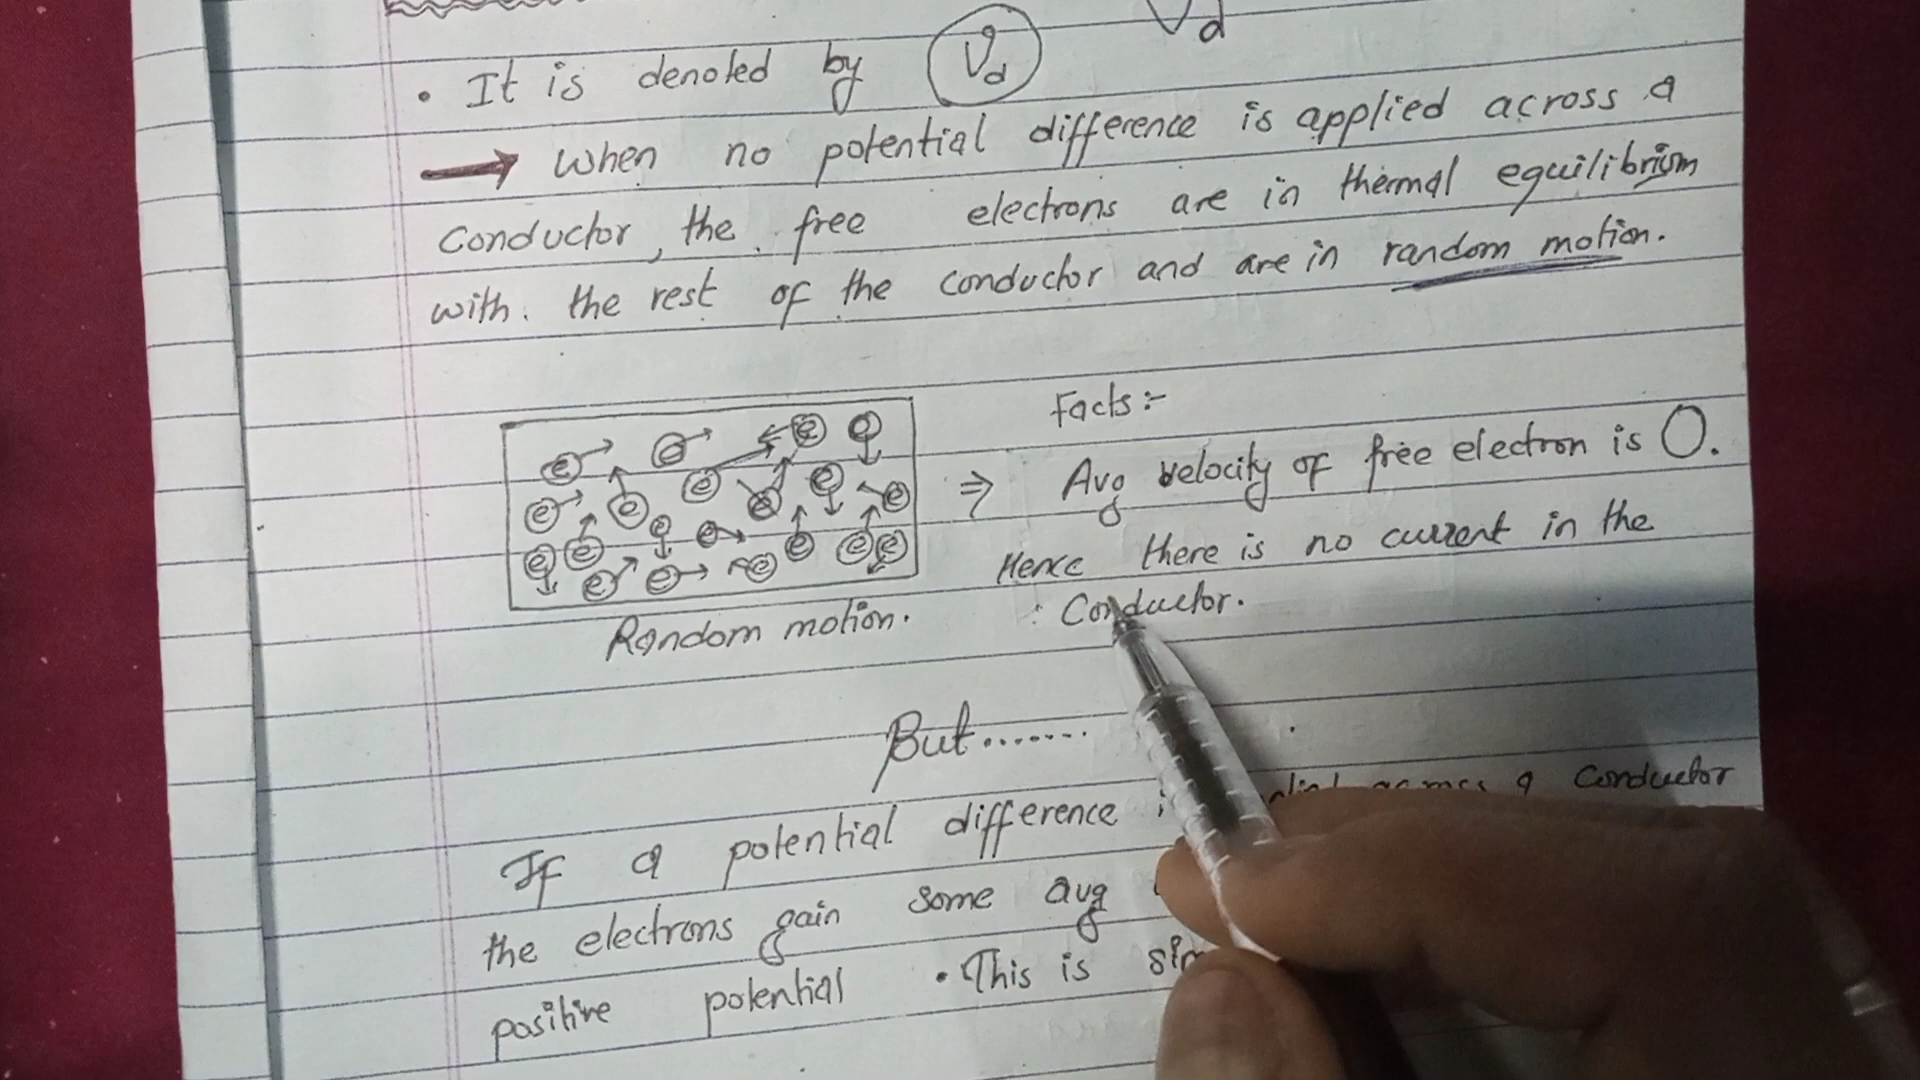 Vd
• It is denoted by Vd
→ When no potential difference is applied across a
conductor, the free electrons are in thermal equilibrium
with the rest of the conductor and are in random motion.
Facts:-
⇒ Avg velocity of free electron is 0.
Hence there is no current in the
Conductor.
Random motion.
But.......
If a potential difference across a Conductor
the electrons gain some avg
positive potential • This is